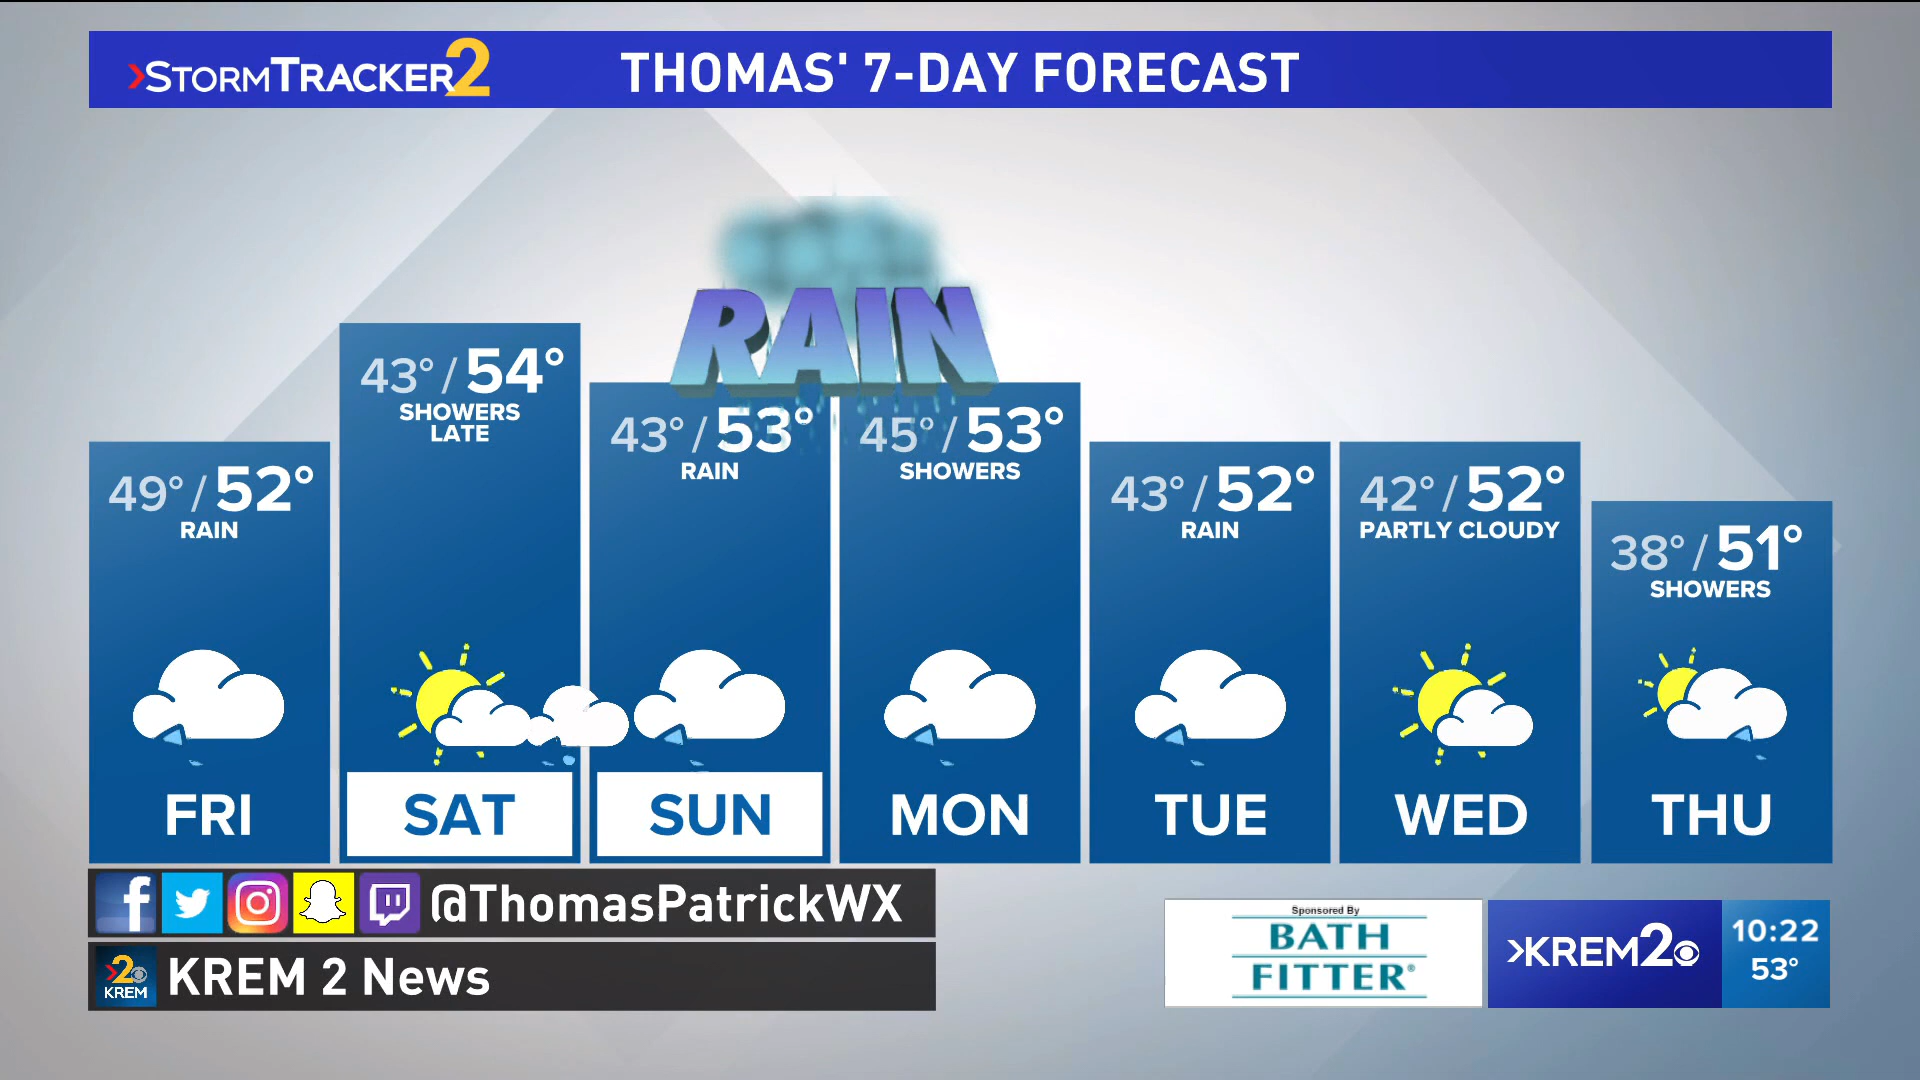 STORMTRACKER2
THOMAS' 7-DAY FORECAST
RAIN
49°/52°
RAIN
FRI
43°/54°
SHOWERS
LATE
SAT
43°/53°
RAIN
SUN
45°/53°
SHOWERS
MON
43°/52°
RAIN
TUE
42°/52°
PARTLY CLOUDY
WED
38°/51°
SHOWERS
THU
@ThomasPatrickWX
2
KREM
KREM 2 News
Sponsored By
BATH
FITTER®
KREM2
10:22
53°